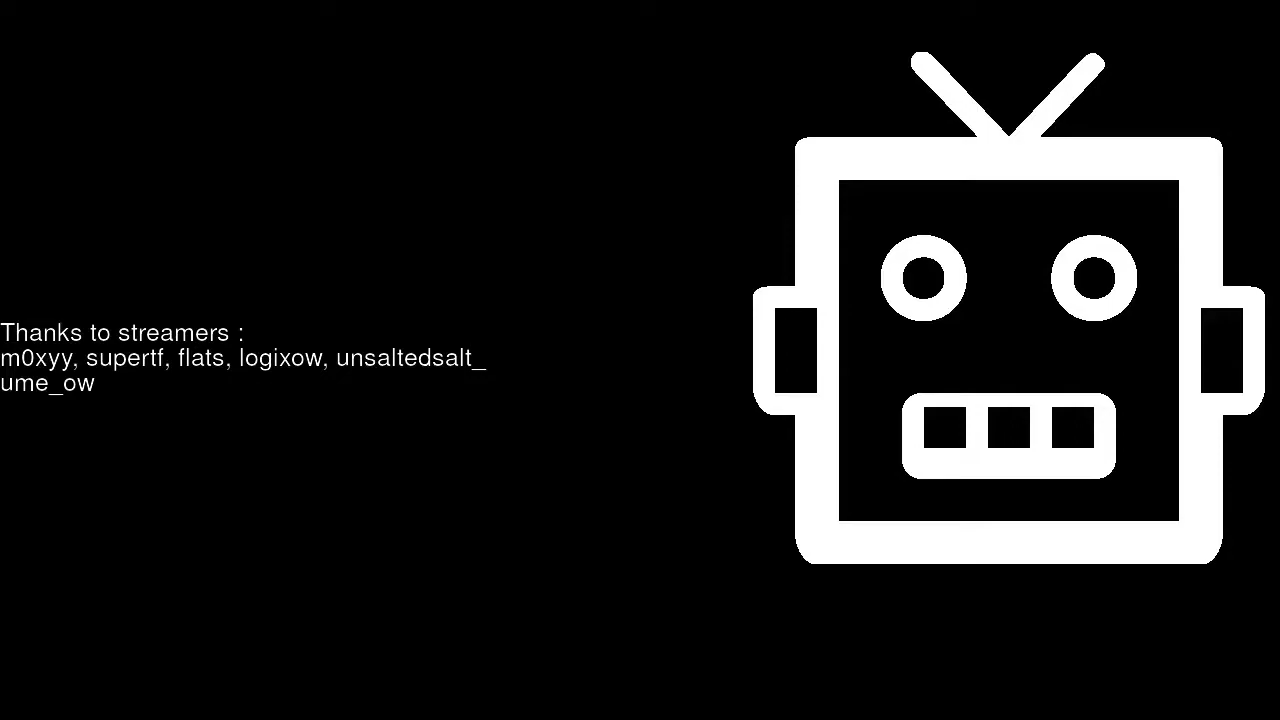 Thanks to streamers :
m0xyy, supertf, flats, logixow, unsaltedsalt_
ume_ow